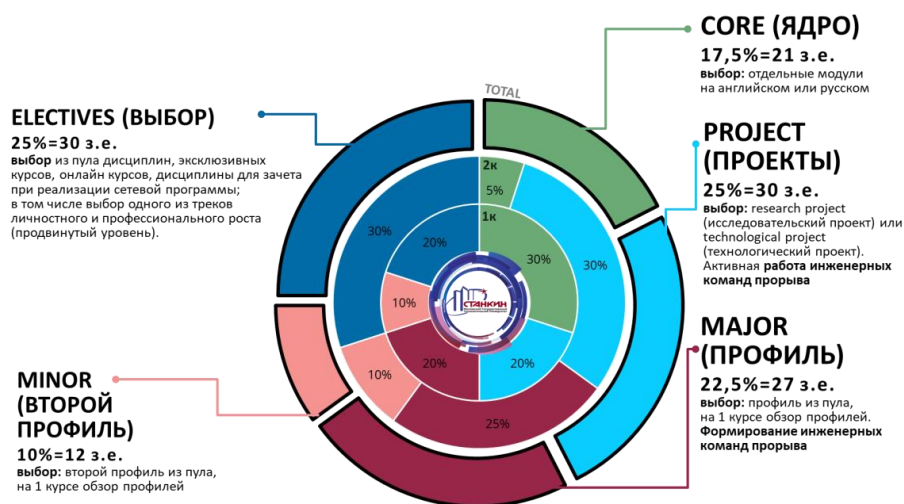 CORE (ЯДРО)
17,5%=21 з.е.
выбор: отдельные модули
на английском или русском
TOTAL
ELECTIVES (ВЫБОР)
25%=30 з.е.
выбор из пула дисциплин, эксклюзивных
курсов, онлайн курсов, дисциплины для зачета
при реализации сетевой программы;
в том числе выбор одного из треков
личностного и профессионального роста
(продвинутый уровень).
PROJECT
(ПРОЕКТЫ)
25%=30 з.е.
выбор: research project
(исследовательский проект) или
technological project
(технологический проект).
Активная работа инженерных
команд прорыва
2к
5%
1к
30%
20%
30%
30%
10%
СТАНКИН
20%
20%
10%
25%
MAJOR
(ПРОФИЛЬ)
22,5%=27 з.е.
выбор: профиль из пула,
на 1 курсе обзор профилей.
Формирование инженерных
команд прорыва
MINOR
(ВТОРОЙ
ПРОФИЛЬ)
10%=12 з.е.
выбор: второй профиль из пула,
на 1 курсе обзор профилей